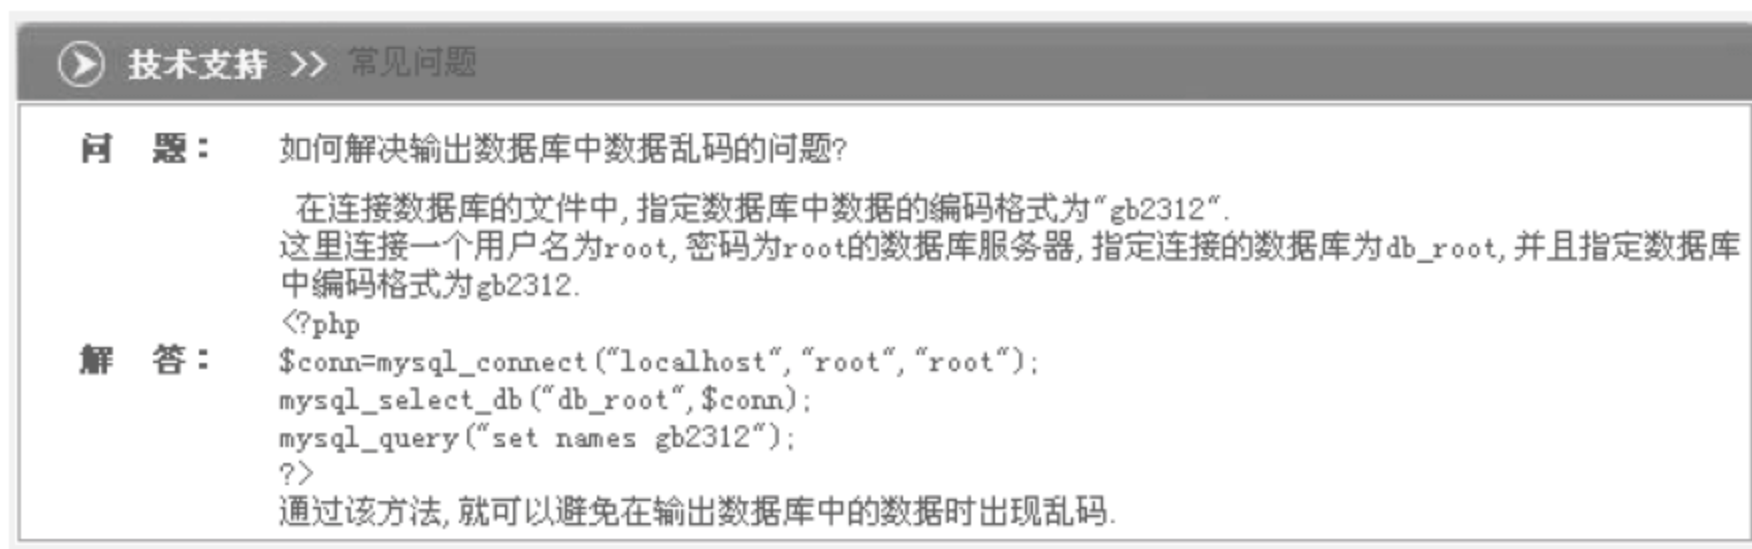 技术支持 >> 常见问题
问 题： 如何解决输出数据库中数据乱码的问题?
在连接数据库的文件中,指定数据库中数据的编码格式为"gb2312".
这里连接一个用户名为root,密码为root的数据库服务器,指定连接的数据库为db_root,并且指定数据库
中编码格式为gb2312.
<?php
解 答： $conn=mysql_connect("localhost","root","root");
mysql_select_db("db_root",$conn);
mysql_query("set names gb2312");
?>
通过该方法,就可以避免在输出数据库中的数据时出现乱码.